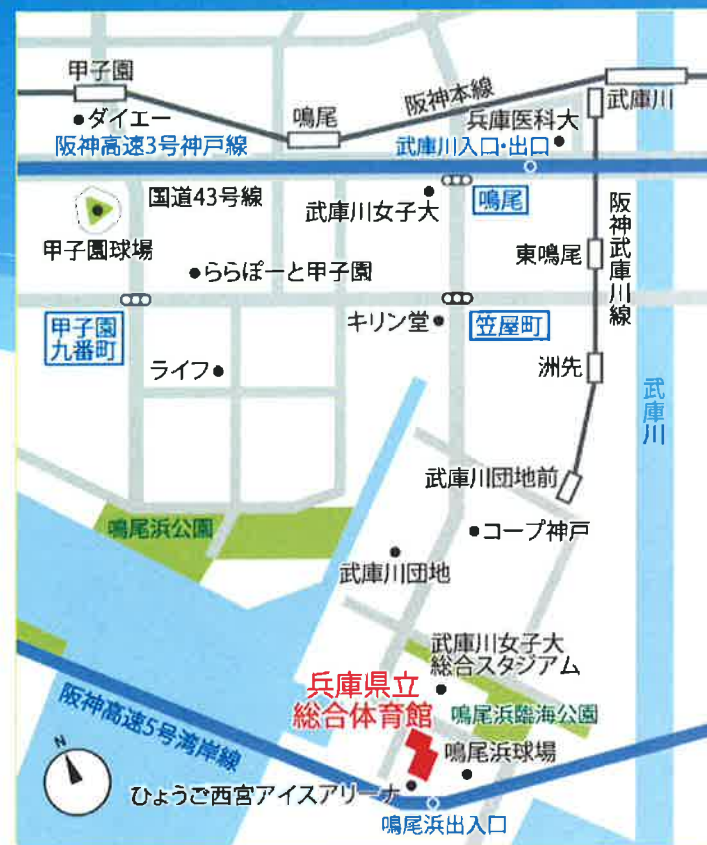 甲子園
ダイエー
阪神高速3号神戸線
鳴尾
阪神本線
武庫川
兵庫医科大
武庫川入口・出口
国道43号線
武庫川女子大
鳴尾
甲子園球場
ららぽーと甲子園
東鳴尾
阪神武庫川線
甲子園
九番町
キリン堂
笠屋町
ライフ
洲先
武庫川
武庫川団地前
鳴尾浜公園
コープ神戸
武庫川団地
武庫川女子大
総合スタジアム
兵庫県立
総合体育館
鳴尾浜臨海公園
阪神高速5号湾岸線
鳴尾浜球場
N
ひょうご西宮アイスアリーナ
鳴尾浜出入口